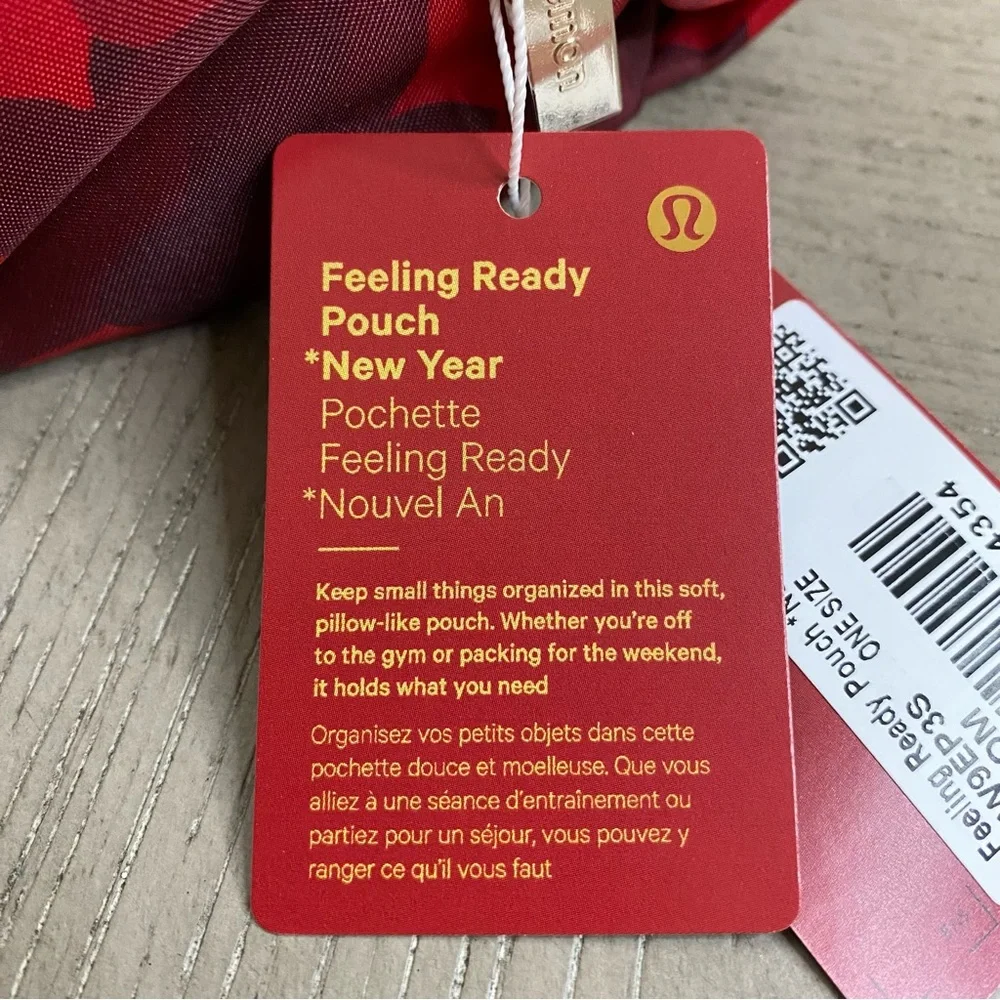 Feeling Ready
Pouch
*New Year
Pochette
Feeling Ready
*Nouvel An
Keep small things organized in this soft,
pillow-like pouch. Whether you're off
to the gym or packing for the weekend,
it holds what you need
Organisez vos petits objets dans cette
pochette douce et moelleuse. Que vous
alliez à une séance d'entraînement ou
partiez pour un séjour, vous pouvez y
ranger ce qu'il vous faut
4354
Feeling Ready Pouch *N
ONE SIZE
W9EP3S